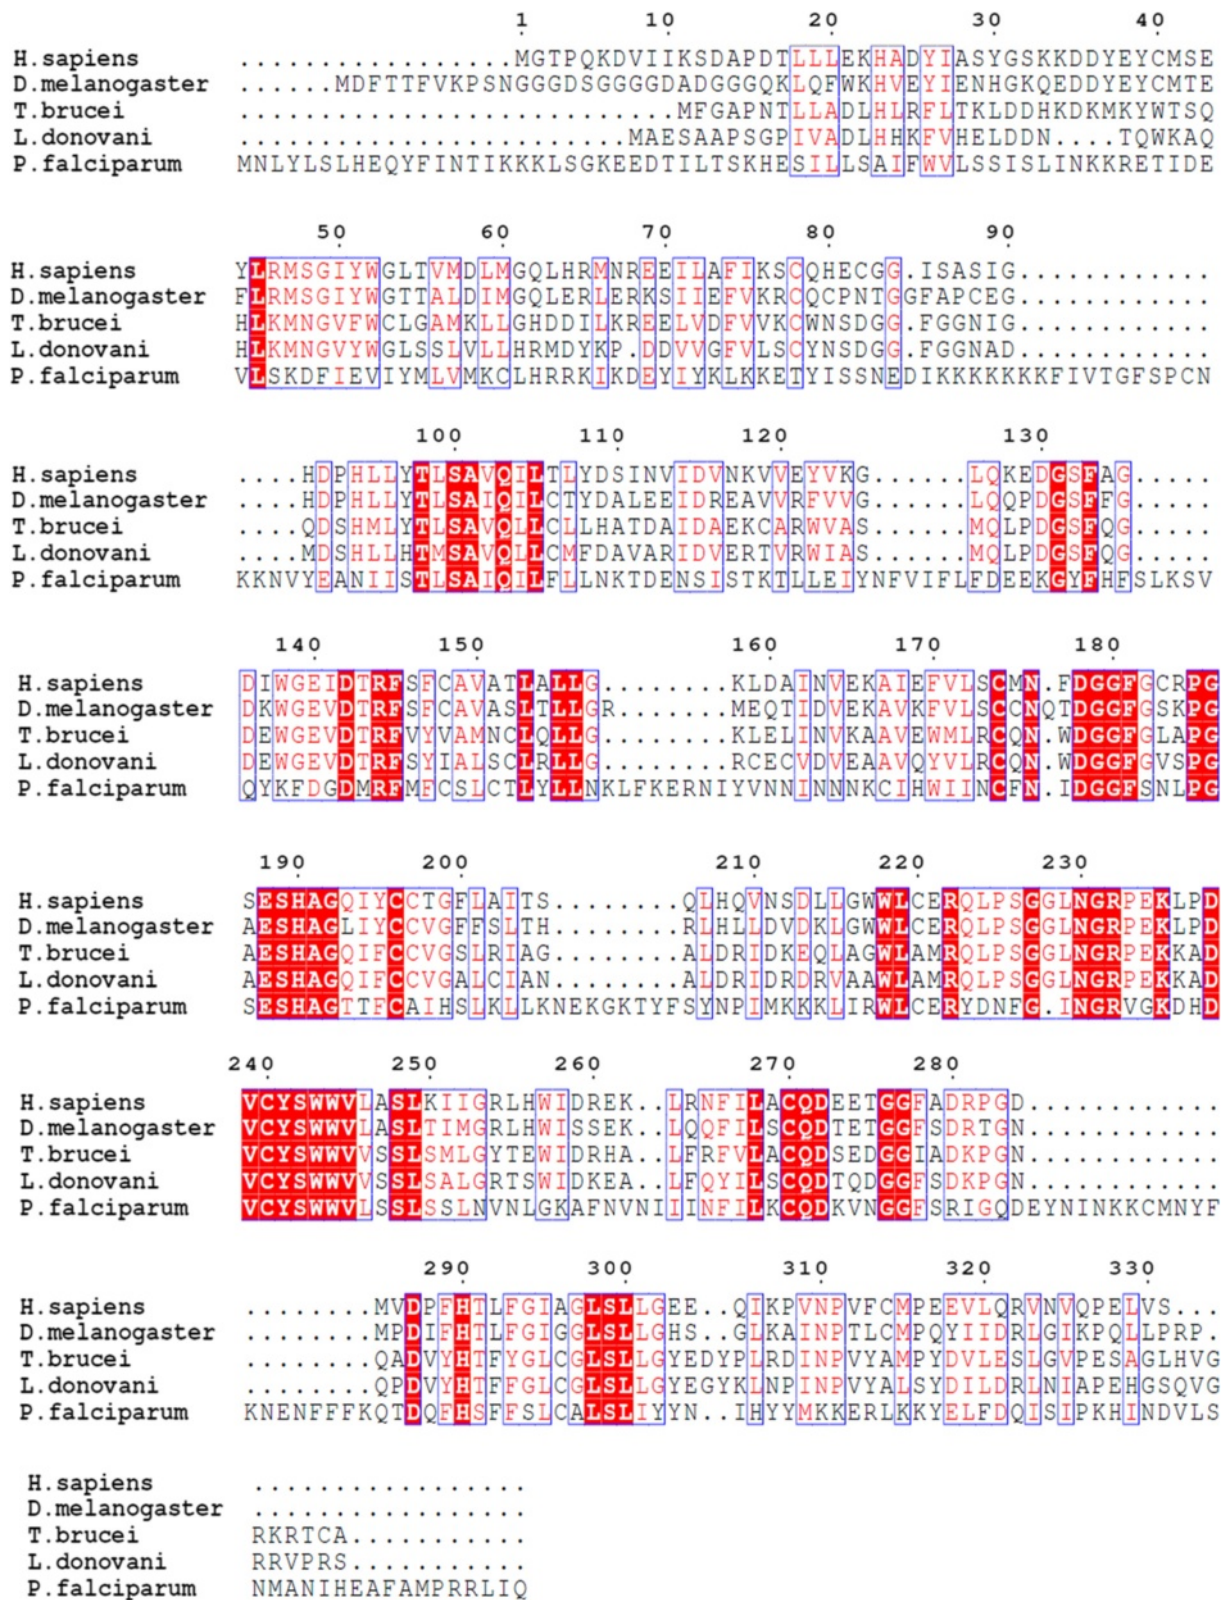 1 10 20 30 40
H.sapiens .................MGTPQKDVIIKSDAPDTLLLEKHADYIASYGSKKDDYEYCMSE
D.melanogaster ......MDFTTFVKPSNGGGGDSGGGGDADGGGQKLQFWKHVEYIENHGKQEDDYEYCMTE
T.brucei ...........................MFGAPNTLLADLHLRFLTKLDDHKDKMKYWTSQ
L.donovani ........................MAESAAPSGPIVADLHHKFVHELDDN....TQWKAQ
P.falciparum MNLYLSLHEQYFINTIKKKLSGKEEDTILTSKHESILLSAIFWVLSSISLINKKRETIDE
50 60 70 80 90
H.sapiens YLRMSGIYWGLTVMDLMGQLHRMNREEILAFIKSCQHECGG.ISASIG............
D.melanogaster FLRMSGIYWGTTALDIMGQLERLERKSIIEFVKRCQCPNTGGFAPCEG............
T.brucei HLKMNGVFWCLGAMKLLGHDDILKREELVDFVVKCWNSDGG.FGGNIG............
L.donovani HLKMNGVYWGLSSLVLLHRMDYKP.DDVVGFVLSCYNSDGG.FGGNAD............
P.falciparum VLSKDFIEVIYMLVMKCLHRRKIKDEYIYKLKKETYISSNEDIKKKKKKKFIVTGFSPCN
100 110 120 130
H.sapiens ....HDPHLLYTLSAVQILTLYDSINVIDVNKVVEYVKG......LQKEDGSFAG.....
D.melanogaster ....HDPHLLYTLSAIQILCTYDALEEIDREAVVRFVVG......LQQPDGSFFG.....
T.brucei ....QDSHMLYTLSAVQLLCLLHATDAIDAEKCARWVAS......MQLPDGSFQG.....
L.donovani ....MDSHLLHTMSAVQLLCMFDAVARIDVERTVRWIAS......MQLPDGSFQG.....
P.falciparum KKNVYEANIISTLSAIQILFLLNKTDENSISTKTLLEIYNFVIFLFDEEKGYFHFSLKSV
140 150 160 170 180
H.sapiens DIWGEIDTRFSFCAVATLALLG........KLDAINVEKAIEFVLSCMN.FDGGFGCRPG
D.melanogaster DKWGEVDTRFSFCAVASLTLLGR.......MEQTIDVEKAVKFVLSCCNQTDGGFGSKPG
T.brucei DEWGEVDTRFVYVAMNCLQLLG........KLELINVKAAVEWMLRCQN.WDGGFGLAPG
L.donovani DEWGEVDTRFSYIALSCLRLLG........RCECVDVEAAVQYVLRCQN.WDGGFGVSPG
P.falciparum QYKFDGDMRFMFCSLCTLYLLNKLFKERNIYVNNINNNKCIHWIINCFN.IDGGFSNLPG
190 200 210 220 230
H.sapiens SESHAGQIYCCTGFLAITS........QLHQVNSDLLGWWLCERQLPSGGLNGRPEKLPD
D.melanogaster AESHAGLIYCCVGFFSLTH........RLHLLDVDKLGWWLCERQLPSGGLNGRPEKLPD
T.brucei AESHAGQIFCCVGSLRIAG........ALDRIDKEQLAGWLAMRQLPSGGLNGRPEKKAD
L.donovani AESHAGQIFCCVGALCIAN........ALDRIDRDRVAAWLAMRQLPSGGLNGRPEKKAD
P.falciparum SESHAGTTFCAIHSLKLLKNEKGKTYFSYNPIMKKKLIRWLCERYDNFG.INGRVGKDHD
240 250 260 270 280
H.sapiens VCYSWWVLASLKIIGRLHWIDREK..LRNFILACQDEETGGFADRPGD............
D.melanogaster VCYSWWVLASLTIMGRLHWISSEK..LQQFILSCQDTETGGFSDRTGN............
T.brucei VCYSWWVVSSLSMLGYTEWIDRHA..LFRFVLACQDSEDGGIADKPGN............
L.donovani VCYSWWVVSSLSALGRTSWIDKEA..LFQYILSCQDTQDGGFSDKPGN............
P.falciparum VCYSWWVLSSLSSLNVNLGKAFNVNIIINFILKCQDKVNGGFSRIGQDEYNINKKCMNYF
290 300 310 320 330
H.sapiens ........MVDPFHTLFGIAGLSLLGEE..QIKPVNPVFCMPEEVLQRVNVQPELVS...
D.melanogaster ........MPDIFHTLFGIGGLSLLGHS..GLKAINPTLCMPQYIIDRLGIKPQLLPRP.
T.brucei ........QADVYHTFYGLCGLSLLGYEDYPLRDINPVYAMPYDVLESLGVPESAGLHVG
L.donovani ........QPDVYHTFFGLCGLSLLGYEGYKLNPINPVYALSYDILDRLNIAPEHGSQVG
P.falciparum KNENFFFKQTDQFHSFFSLCALSLIYYN..IHYYMKKERLKKYELFDQISIPKHINDVLS
H.sapiens .................
D.melanogaster .................
T.brucei RKRTCA...........
L.donovani RRVPRS...........
P.falciparum NMANIHEAFAMPRRLIQ